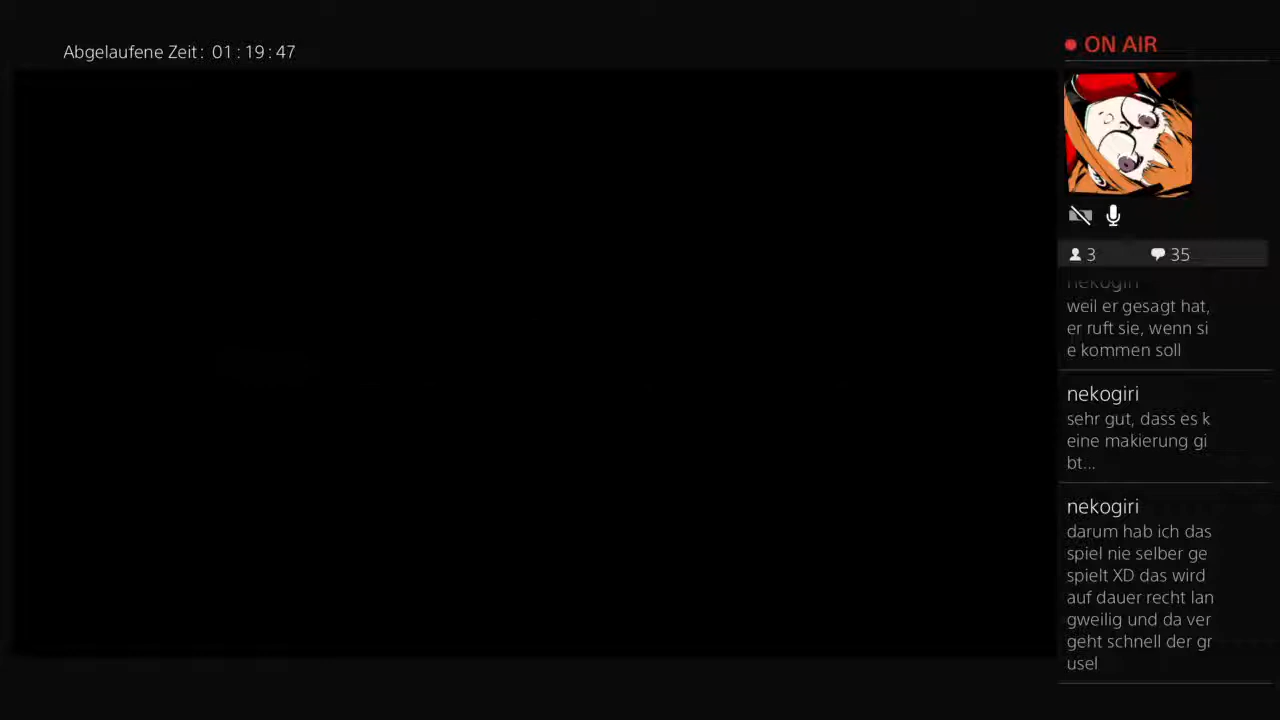 Abgelaufene Zeit: 01:19:47
ON AIR
3 35
nekogiri
weil er gesagt hat,
er ruft sie, wenn si
e kommen soll
nekogiri
sehr gut, dass es k
eine makierung gi
bt...
nekogiri
darum hab ich das
spiel nie selber ge
spielt XD das wird
auf dauer recht lan
gweilig und da ver
geht schnell der gr
usel